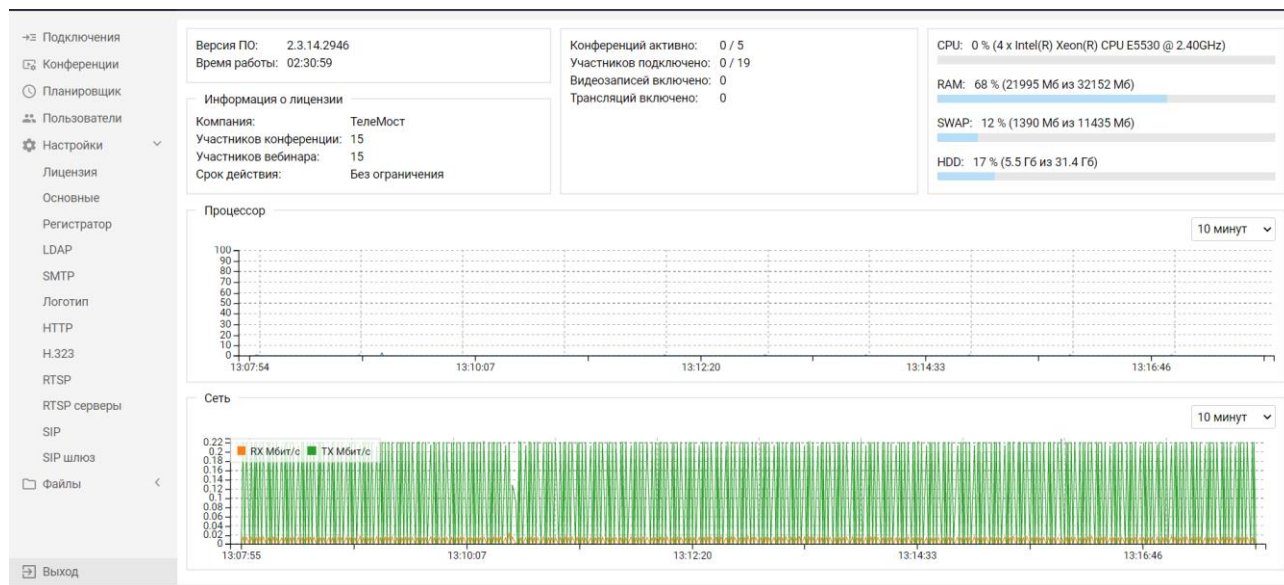 Подключения
Конференции
Планировщик
Пользователи
Настройки
Лицензия
Основные
Регистратор
LDAP
SMTP
Логотип
HTTP
H.323
RTSP
RTSP серверы
SIP
SIP шлюз
Файлы
Выход
Версия ПО: 2.3.14.2946
Время работы: 02:30:59
Информация о лицензии
Компания: ТелеМост
Участников конференции: 15
Участников вебинара: 15
Срок действия: Без ограничения
Конференций активно: 0 / 5
Участников подключено: 0 / 19
Видеозаписей включено: 0
Трансляций включено: 0
CPU: 0 % (4 x Intel(R) Xeon(R) CPU E5530 @ 2.40GHz)
RAM: 68 % (21995 Мб из 32152 Мб)
SWAP: 12 % (1390 Мб из 11435 Мб)
HDD: 17 % (5.5 Гб из 31.4 Гб)
Процессор
10 минут
100
90
80
70
60
50
40
30
20
10
0
13:07:54 13:10:07 13:12:20 13:14:33 13:16:46
Сеть
10 минут
RX Мбит/с TX Мбит/с
0.22
0.2
0.18
0.16
0.14
0.12
0.1
0.08
0.06
0.04
0.02
0
13:07:55 13:10:07 13:12:20 13:14:33 13:16:46